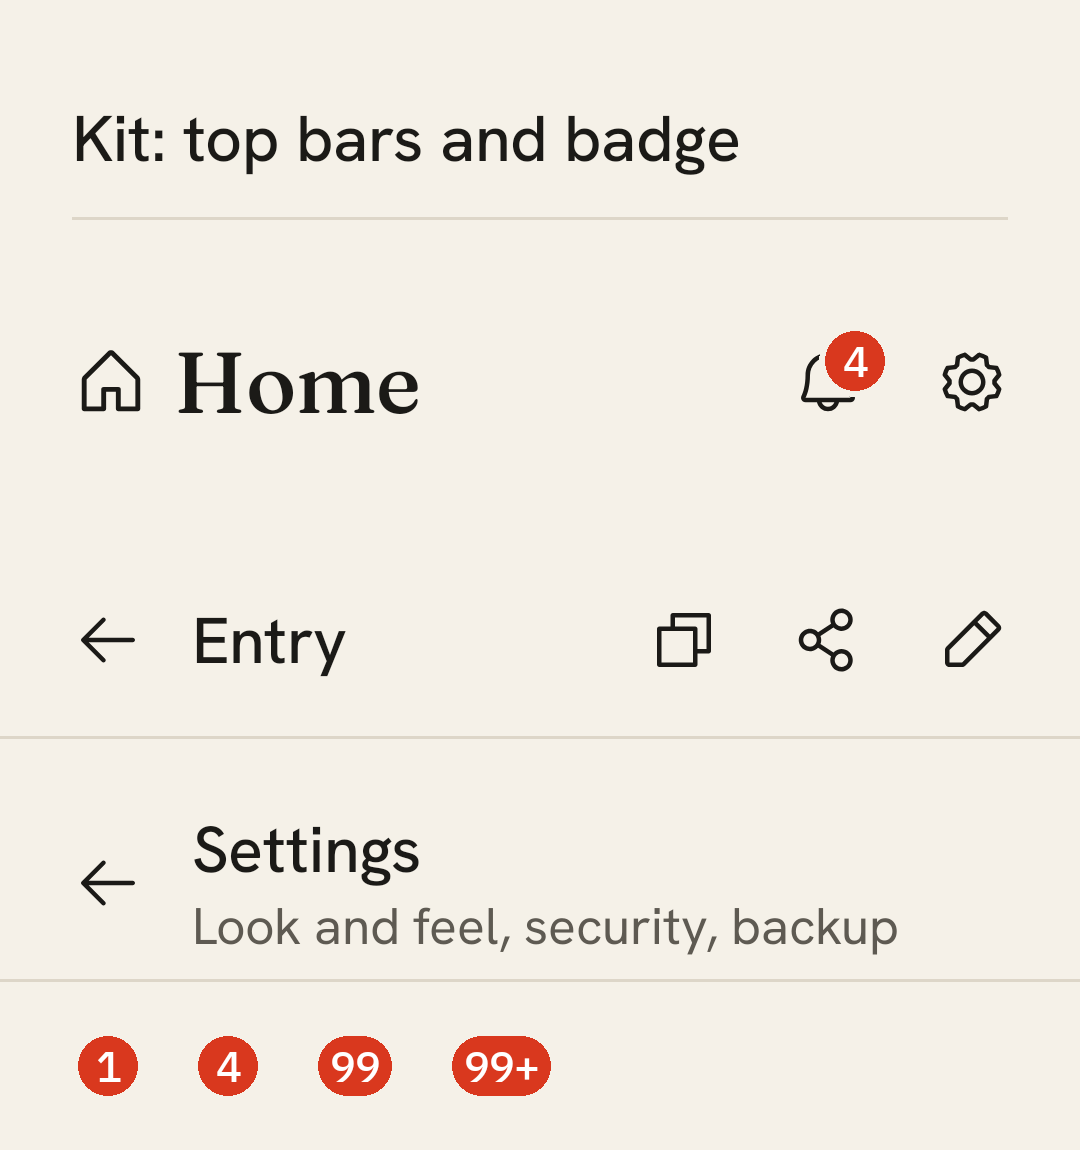 Kit: top bars and badge
Home 4
Entry
Settings
Look and feel, security, backup
1 4 99 99+